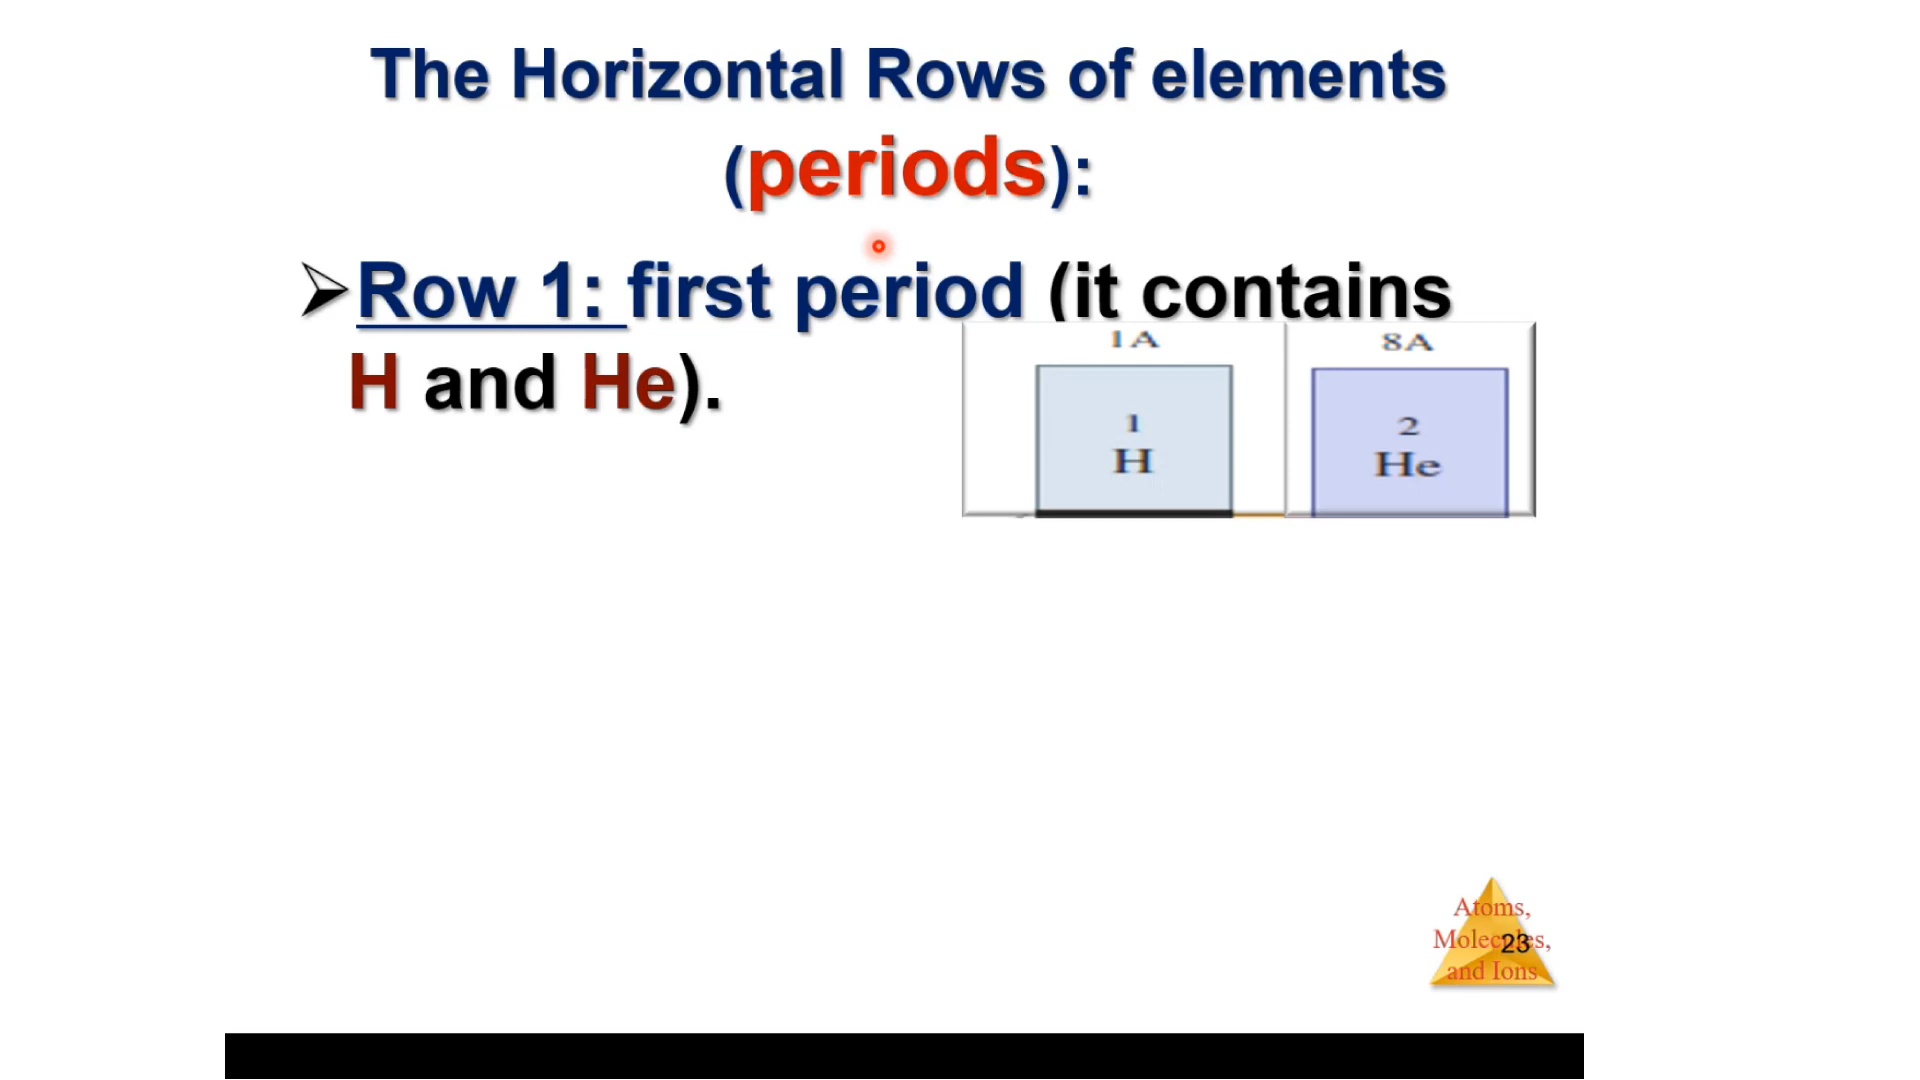 The Horizontal Rows of elements
(periods):
➢Row 1: first period (it contains
H and He).
1A
8A
1
H
2
He
Atoms,
Molecules,
and Ions
23